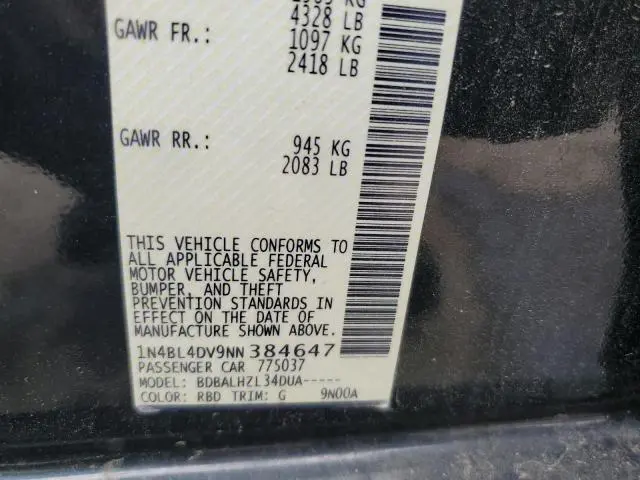 4328 LB
GAWR FR.: 1097 KG
2418 LB
GAWR RR.: 945 KG
2083 LB
THIS VEHICLE CONFORMS TO
ALL APPLICABLE FEDERAL
MOTOR VEHICLE SAFETY,
BUMPER, AND THEFT
PREVENTION STANDARDS IN
EFFECT ON THE DATE OF
MANUFACTURE SHOWN ABOVE.
1N4BL4DV9NN384647
PASSENGER CAR 775037
MODEL: BDBALHZL34DUA-----
COLOR: RBD TRIM: G 9N00A